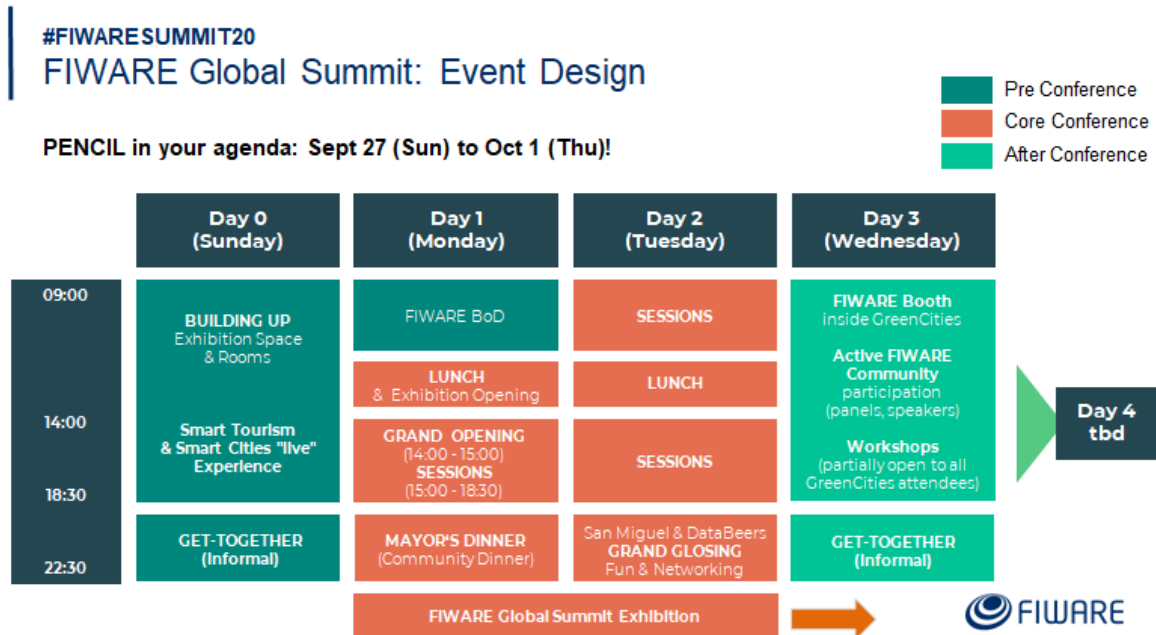 #FIWARESUMMIT20
FIWARE Global Summit: Event Design
Pre Conference
Core Conference
After Conference
PENCIL in your agenda: Sept 27 (Sun) to Oct 1 (Thu)!
Day 0
(Sunday)
Day 1
(Monday)
Day 2
(Tuesday)
Day 3
(Wednesday)
09:00
14:00
18:30
22:30
BUILDING UP
Exhibition Space
& Rooms
Smart Tourism
& Smart Cities "live"
Experience
GET-TOGETHER
(Informal)
FIWARE BoD
LUNCH
& Exhibition Opening
GRAND OPENING
(14:00 - 15:00)
SESSIONS
(15:00 - 18:30)
MAYOR'S DINNER
(Community Dinner)
SESSIONS
LUNCH
SESSIONS
San Miguel & DataBeers
GRAND GLOSING
Fun & Networking
FIWARE Booth
inside GreenCities
Active FIWARE
Community
participation
(panels, speakers)
Workshops
(partially open to all
GreenCities attendees)
GET-TOGETHER
(Informal)
Day 4
tbd
FIWARE Global Summit Exhibition
FIWARE